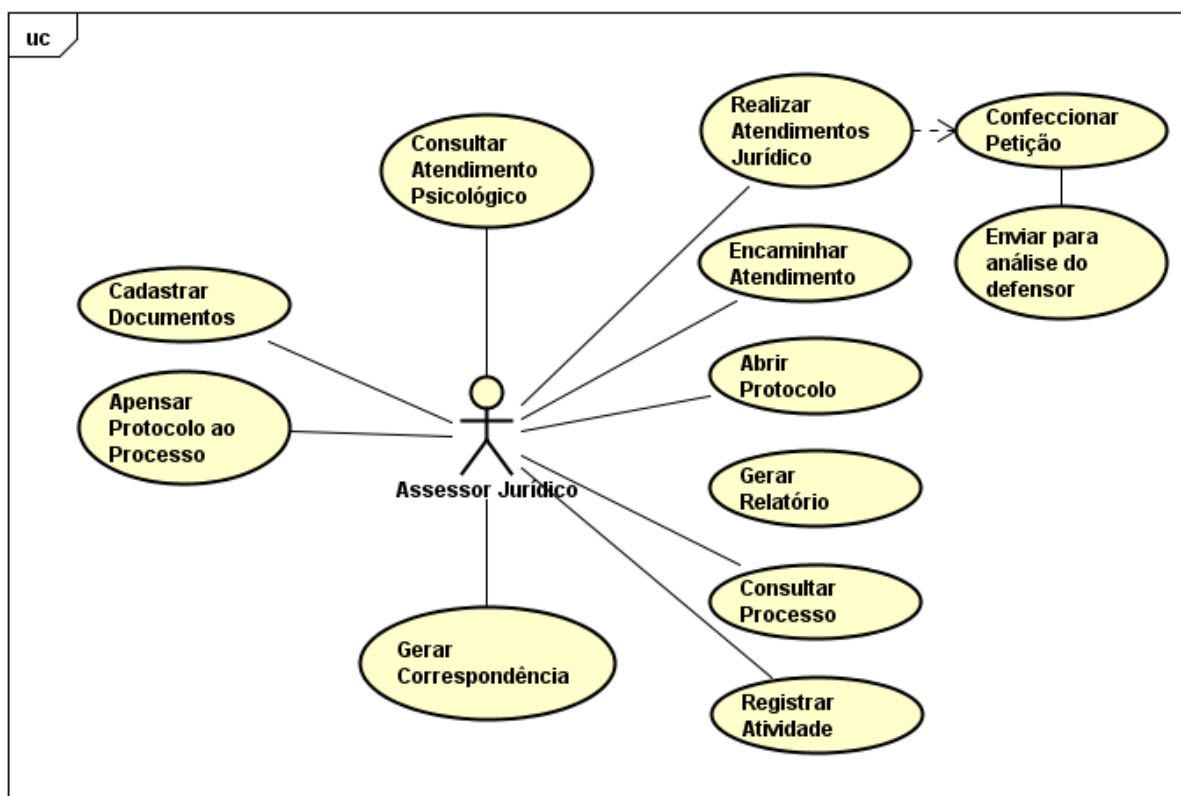 uc
Consultar
Atendimento
Psicológico
Realizar
Atendimentos
Jurídico
Confeccionar
Petição
Enviar para
análise do
defensor
Encaminhar
Atendimento
Cadastrar
Documentos
Abrir
Protocolo
Apensar
Protocolo ao
Processo
Assessor Jurídico
Gerar
Relatório
Consultar
Processo
Gerar
Correspondência
Registrar
Atividade